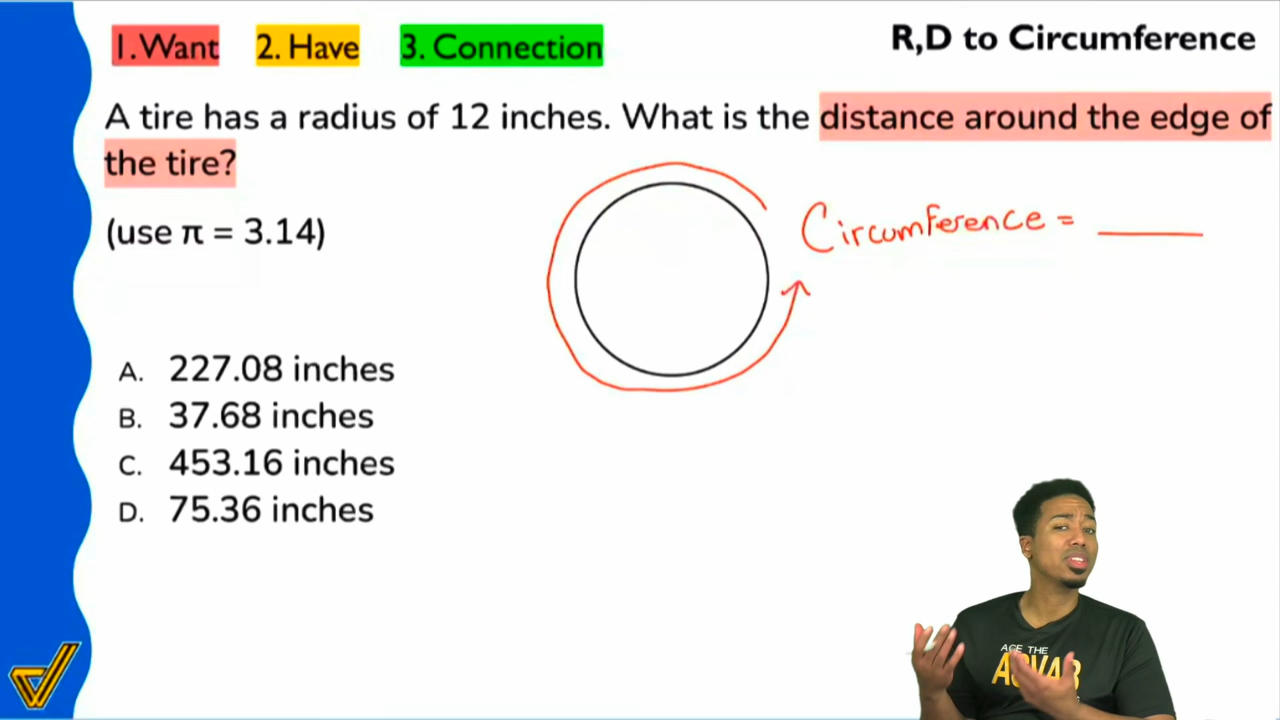 1. Want 2. Have 3. Connection R,D to Circumference
A tire has a radius of 12 inches. What is the distance around the edge of
the tire?
(use π = 3.14)
Circumference = ______
A. 227.08 inches
B. 37.68 inches
C. 453.16 inches
D. 75.36 inches
ACE THE
ASVAB